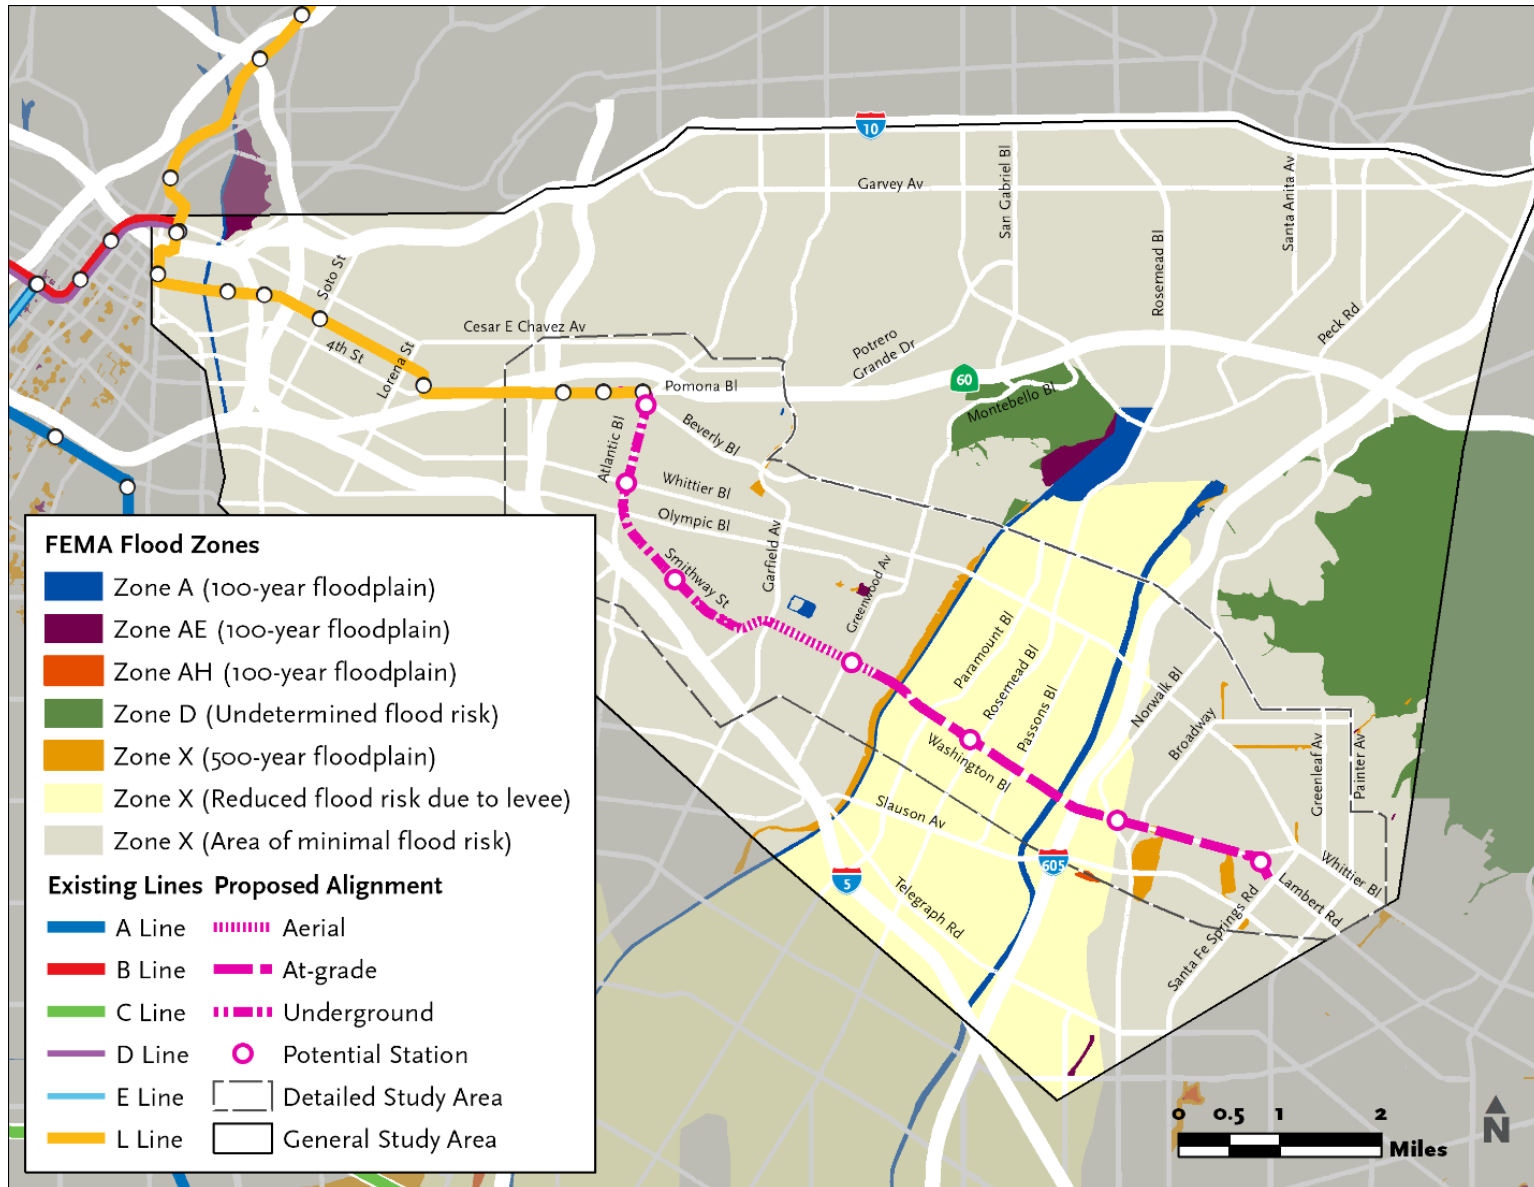 10
Garvey Av
San Gabriel Bl
Santa Anita Av
Rosemead Bl
Soto St
Cesar E Chavez Av
4th St
Lorena St
Potrero
Grande Dr
Peck Rd
60
Pomona Bl
Montebello Bl
Atlantic Bl
Beverly Bl
Whittier Bl
Olympic Bl
Garfield Av
Smithway St
Greenwood Av
Paramount Bl
Rosemead Bl
Passons Bl
Norwalk Bl
Broadway
Washington Bl
Greenleaf Av
Painter Av
Slauson Av
605
5
Telegraph Rd
Whittier Bl
Lambert Rd
Santa Fe Springs Rd
FEMA Flood Zones
Zone A (100-year floodplain)
Zone AE (100-year floodplain)
Zone AH (100-year floodplain)
Zone D (Undetermined flood risk)
Zone X (500-year floodplain)
Zone X (Reduced flood risk due to levee)
Zone X (Area of minimal flood risk)
Existing Lines Proposed Alignment
A Line Aerial
B Line At-grade
C Line Underground
D Line Potential Station
E Line Detailed Study Area
L Line General Study Area
0 0.5 1 2
Miles
N